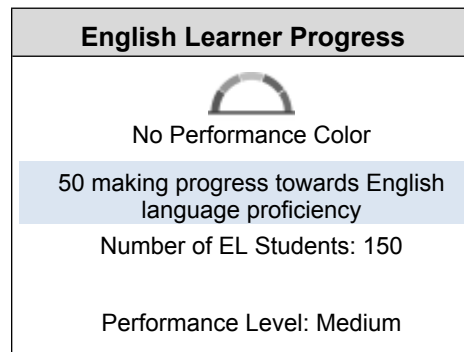 English Learner Progress
No Performance Color
50 making progress towards English
language proficiency
Number of EL Students: 150
Performance Level: Medium